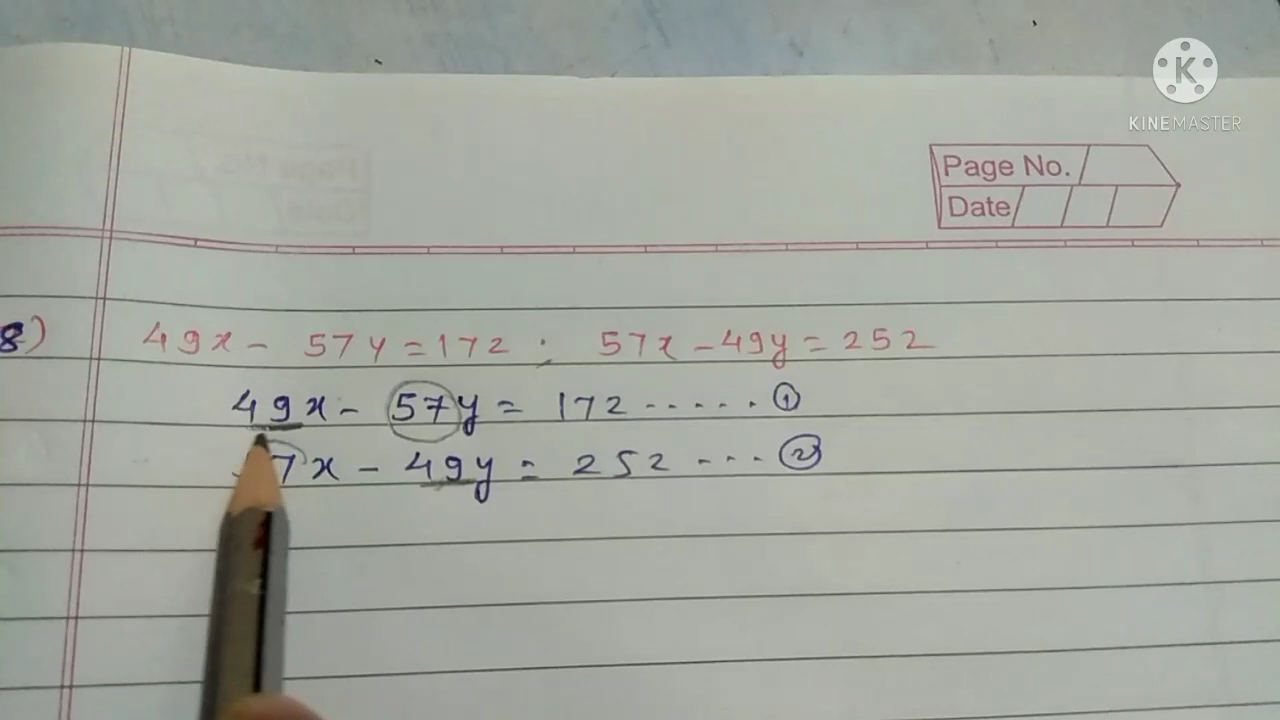 KINEMASTER
Page No.
Date
8) 49x - 57y = 172 ; 57x - 49y = 252
49x - 57y = 172 ..... ①
7x - 49y = 252 ... ②